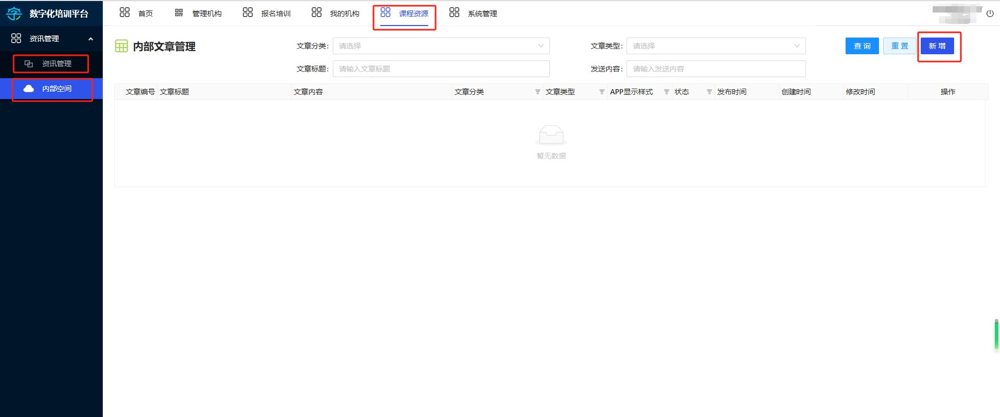 数字化培训平台
首页
管理机构
报名培训
我的机构
课程资源
系统管理
资讯管理
资讯管理
内部空间
内部文章管理
文章分类：
请选择
文章类型：
请选择
查 询
重 置
新 增
文章标题：
请输入文章标题
发送内容：
请输入发送内容
文章编号
文章标题
文章内容
文章分类
文章类型
APP显示样式
状态
发布时间
创建时间
修改时间
操作
暂无数据